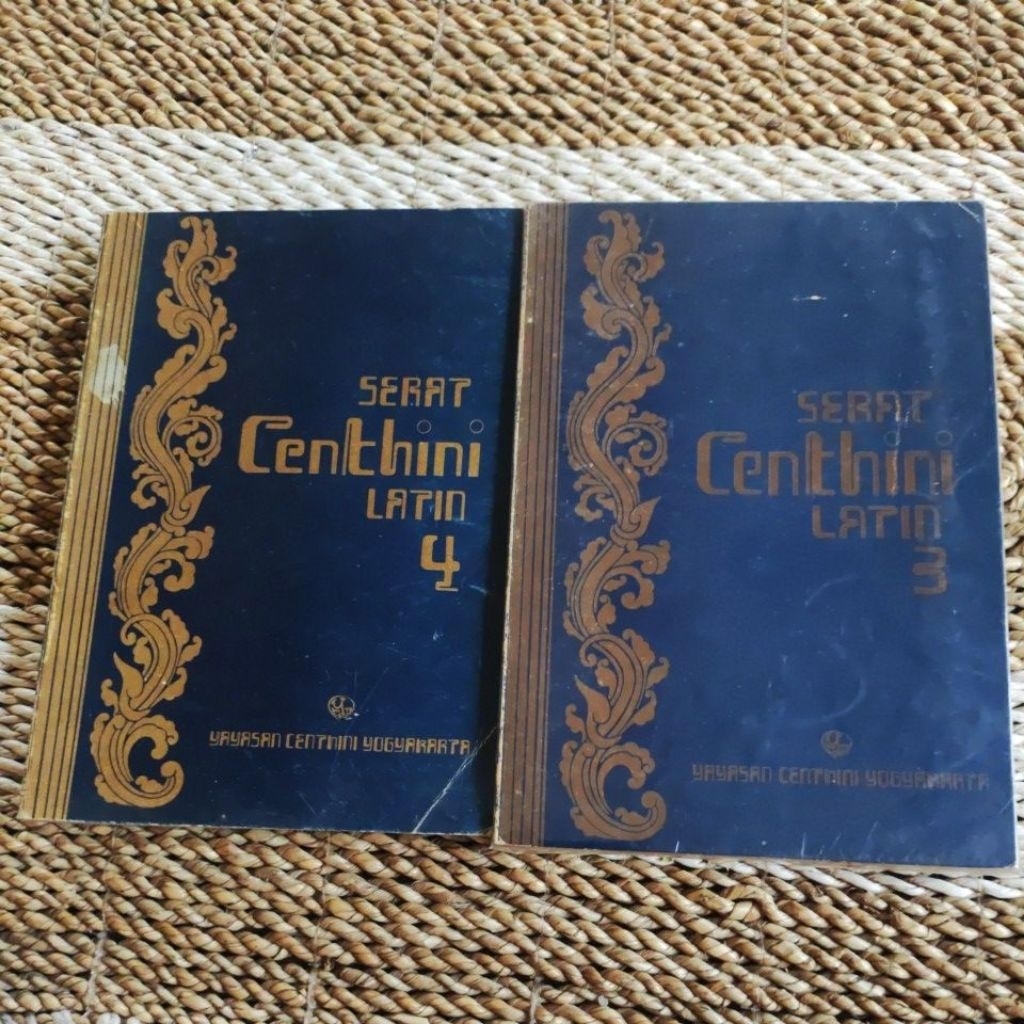 SERAT
Centhini
LATIN
4
YAYASAN CENTHINI YOGYAKARTA
SERAT
Centhini
LATIN
3
YAYASAN CENTHINI YOGYAKARTA